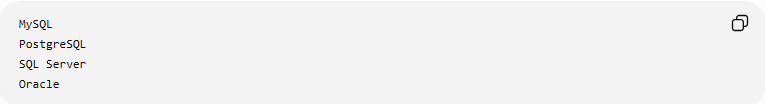 MySQL
PostgreSQL
SQL Server
Oracle